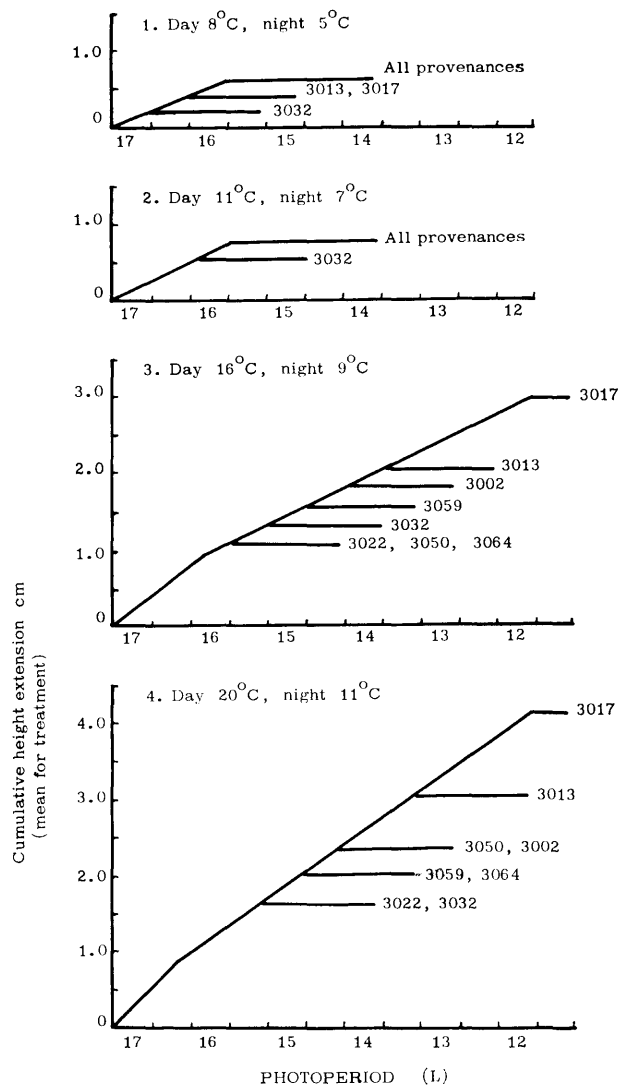 1. Day 8°C, night 5°C
1.0
All provenances
3013, 3017
3032
0
17 16 15 14 13 12
2. Day 11°C, night 7°C
1.0
All provenances
3032
0
17 16 15 14 13 12
3. Day 16°C, night 9°C
3.0
3017
3013
2.0
3002
3059
3032
1.0
3022, 3050, 3064
0
17 16 15 14 13 12
Cumulative height extension cm
(mean for treatment)
4. Day 20°C, night 11°C
4.0
3017
3.0
3013
3050, 3002
2.0
3059, 3064
3022, 3032
1.0
0
17 16 15 14 13 12
PHOTOPERIOD (L)